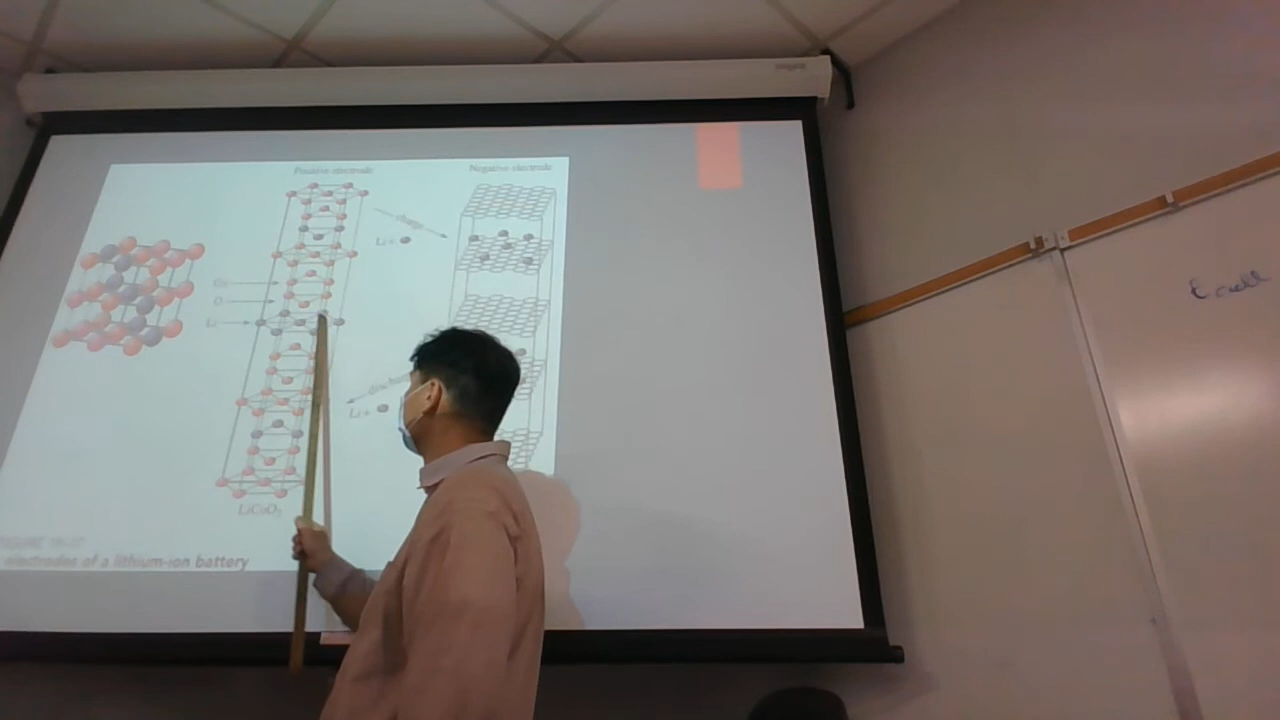 Positive electrode
Negative electrode
charge
Li+
Co
O
Li
discharge
Li+
LiCoO2
electrodes of a lithium-ion battery
Ecell